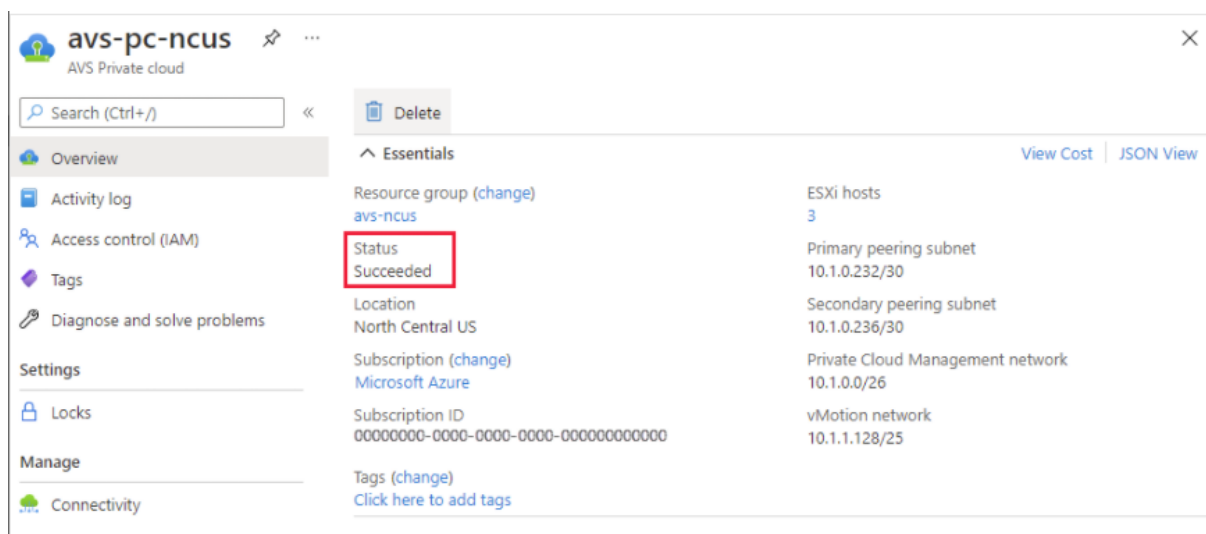 avs-pc-ncus
AVS Private cloud
Search (Ctrl+/)
Overview
Activity log
Access control (IAM)
Tags
Diagnose and solve problems
Settings
Locks
Manage
Connectivity
Delete
Essentials
View Cost
JSON View
Resource group (change)
avs-ncus
Status
Succeeded
Location
North Central US
Subscription (change)
Microsoft Azure
Subscription ID
00000000-0000-0000-0000-000000000000
Tags (change)
Click here to add tags
ESXi hosts
3
Primary peering subnet
10.1.0.232/30
Secondary peering subnet
10.1.0.236/30
Private Cloud Management network
10.1.0.0/26
vMotion network
10.1.1.128/25